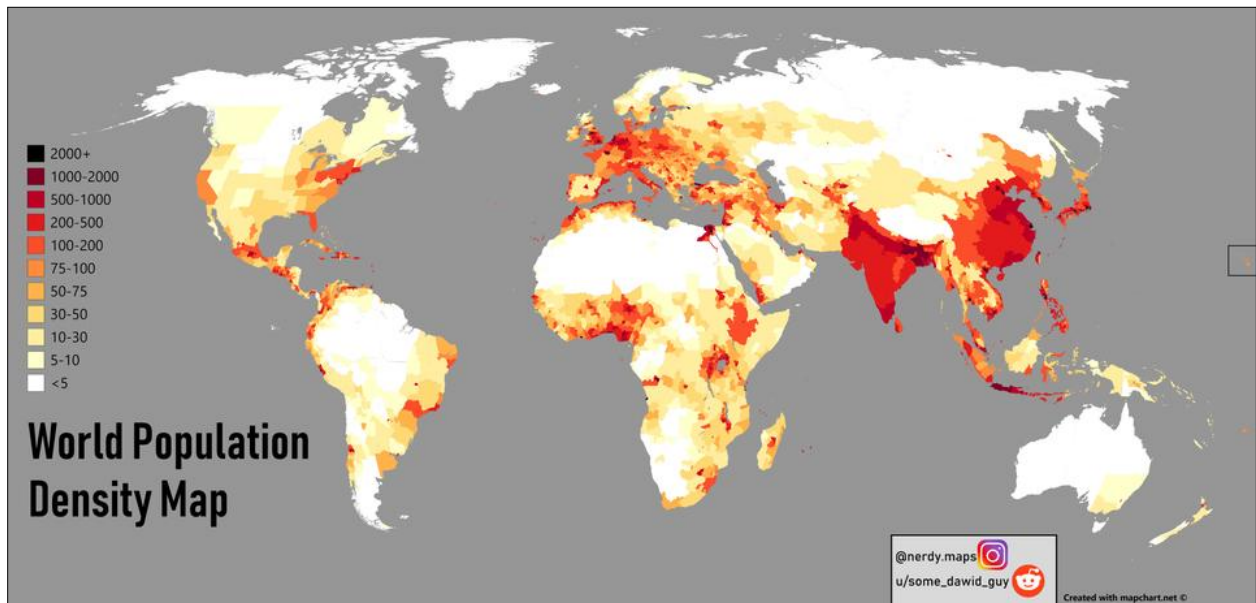 2000+
1000-2000
500-1000
200-500
100-200
75-100
50-75
30-50
10-30
5-10
<5
World Population
Density Map
@nerdy.maps
u/some_dawid_guy
Created with mapchart.net ©